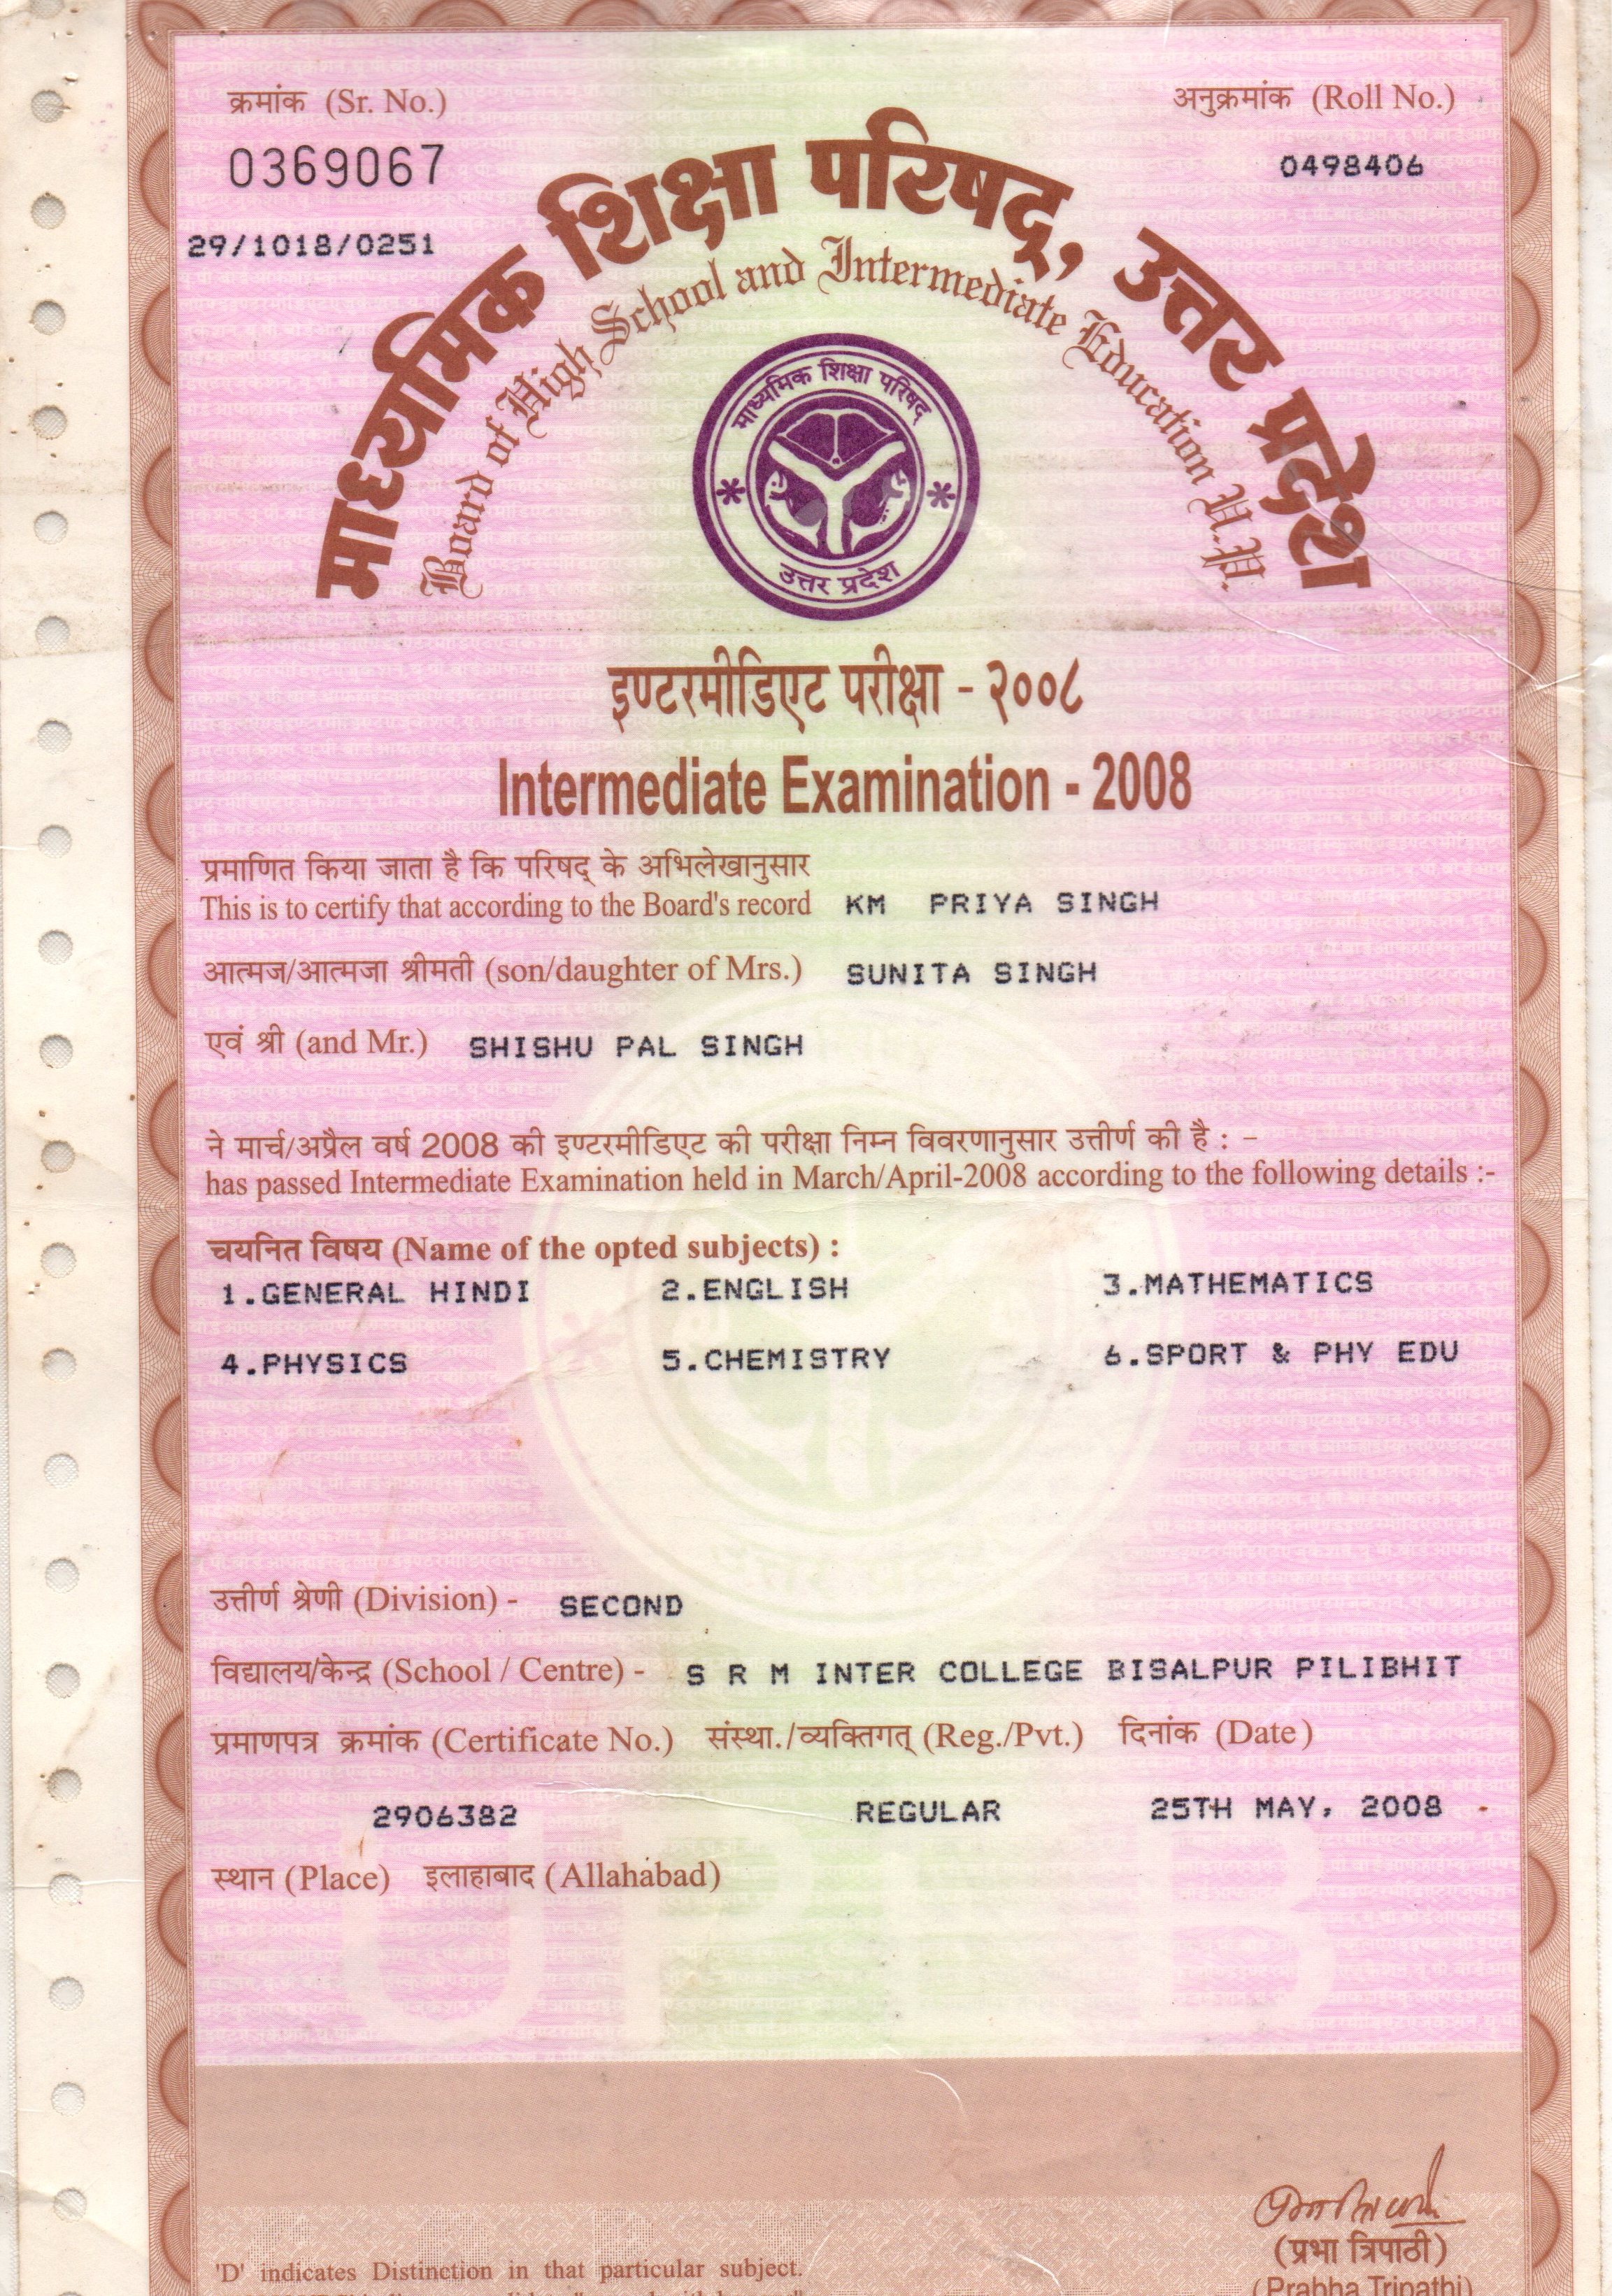 क्रमांक (Sr. No.)
अनुक्रमांक (Roll No.)
0369067
0498406
29/1018/0251
माध्यमिक शिक्षा परिषद्, उत्तर प्रदेश
Board of High School and Intermediate Education U.P.
माध्यमिक शिक्षा परिषद्
उत्तर प्रदेश
इण्टरमीडिएट परीक्षा - २००८
Intermediate Examination - 2008
प्रमाणित किया जाता है कि परिषद् के अभिलेखानुसार
This is to certify that according to the Board's record KM PRIYA SINGH
आत्मज/आत्मजा श्रीमती (son/daughter of Mrs.) SUNITA SINGH
एवं श्री (and Mr.) SHISHU PAL SINGH
ने मार्च/अप्रैल वर्ष 2008 की इण्टरमीडिएट की परीक्षा निम्न विवरणानुसार उत्तीर्ण की है : -
has passed Intermediate Examination held in March/April-2008 according to the following details :-
चयनित विषय (Name of the opted subjects) :
1.GENERAL HINDI 2.ENGLISH 3.MATHEMATICS
4.PHYSICS 5.CHEMISTRY 6.SPORT & PHY EDU
उत्तीर्ण श्रेणी (Division) - SECOND
विद्यालय/केन्द्र (School / Centre) - S R M INTER COLLEGE BISALPUR PILIBHIT
प्रमाणपत्र क्रमांक (Certificate No.) संस्था./व्यक्तिगत् (Reg./Pvt.) दिनांक (Date)
2906382 REGULAR 25TH MAY, 2008
स्थान (Place) इलाहाबाद (Allahabad)
(प्रभा त्रिपाठी)
'D' indicates Distinction in that particular subject.
(Prabha Tripathi)